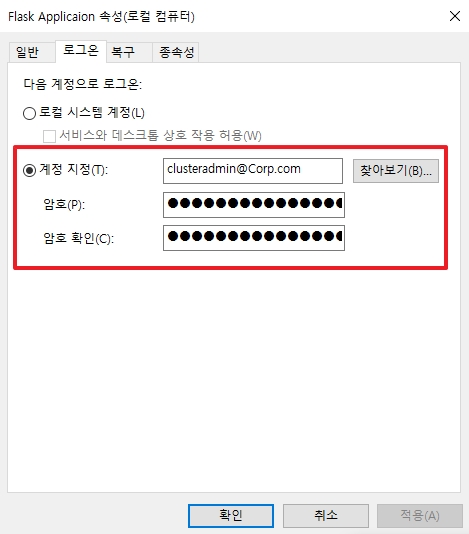 Flask Applicaion 속성(로컬 컴퓨터)
일반 로그온 복구 종속성
다음 계정으로 로그온:
로컬 시스템 계정(L)
서비스와 데스크톱 상호 작용 허용(W)
계정 지정(T): clusteradmin@Corp.com 찾아보기(B)...
암호(P): ●●●●●●●●●●●●●●●
암호 확인(C): ●●●●●●●●●●●●●●●
확인 취소 적용(A)